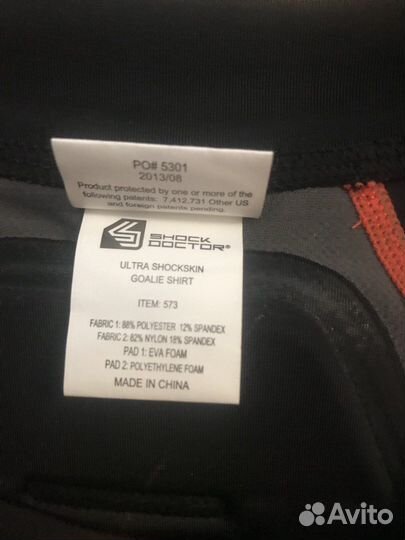 PO# 5301
2013/08
Product protected by one or more of the
following patents: 7,412,731 Other US
and foreign patents pending.
SHOCK
DOCTOR®
ULTRA SHOCKSKIN
GOALIE SHIRT
ITEM: 573
FABRIC 1: 88% POLYESTER 12% SPANDEX
FABRIC 2: 82% NYLON 18% SPANDEX
PAD 1: EVA FOAM
PAD 2: POLYETHYLENE FOAM
MADE IN CHINA
Avito